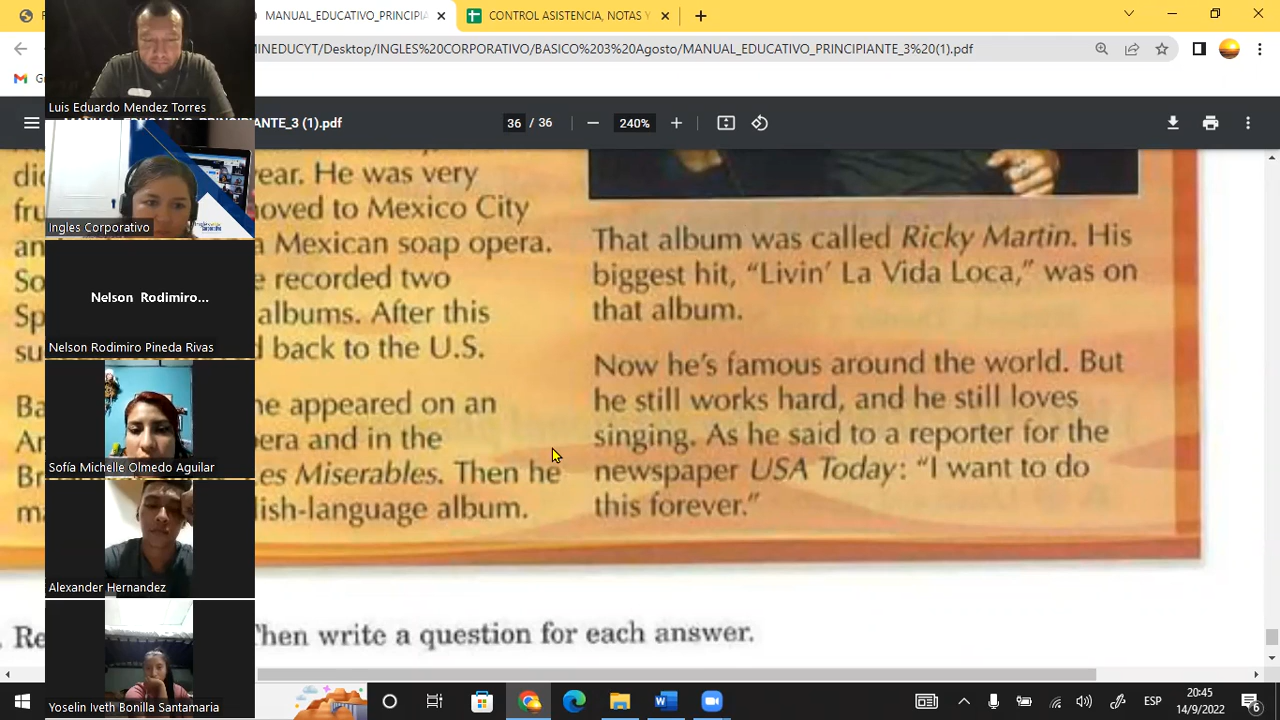 MANUAL_EDUCATIVO_PRINCIPIA
CONTROL ASISTENCIA, NOTAS Y
MINEDUCYT/Desktop/INGLES%20CORPORATIVO/BASICO%203%20Agosto/MANUAL_EDUCATIVO_PRINCIPIANTE_3%20(1).pdf
ANTE_3 (1).pdf
36 / 36
240%
Luis Eduardo Mendez Torres
Ingles Corporativo
Nelson Rodimiro...
Nelson Rodimiro Pineda Rivas
Sofía Michelle Olmedo Aguilar
Alexander Hernandez
Yoselin Iveth Bonilla Santamaria
year. He was very
moved to Mexico City
a Mexican soap opera.
e recorded two
albums. After this
d back to the U.S.
he appeared on an
era and in the
es Miserables. Then he
lish-language album.
That album was called Ricky Martin. His
biggest hit, “Livin’ La Vida Loca,” was on
that album.
Now he’s famous around the world. But
he still works hard, and he still loves
singing. As he said to a reporter for the
newspaper USA Today: “I want to do
this forever.”
Then write a question for each answer.
ESP
20:45
14/9/2022
6